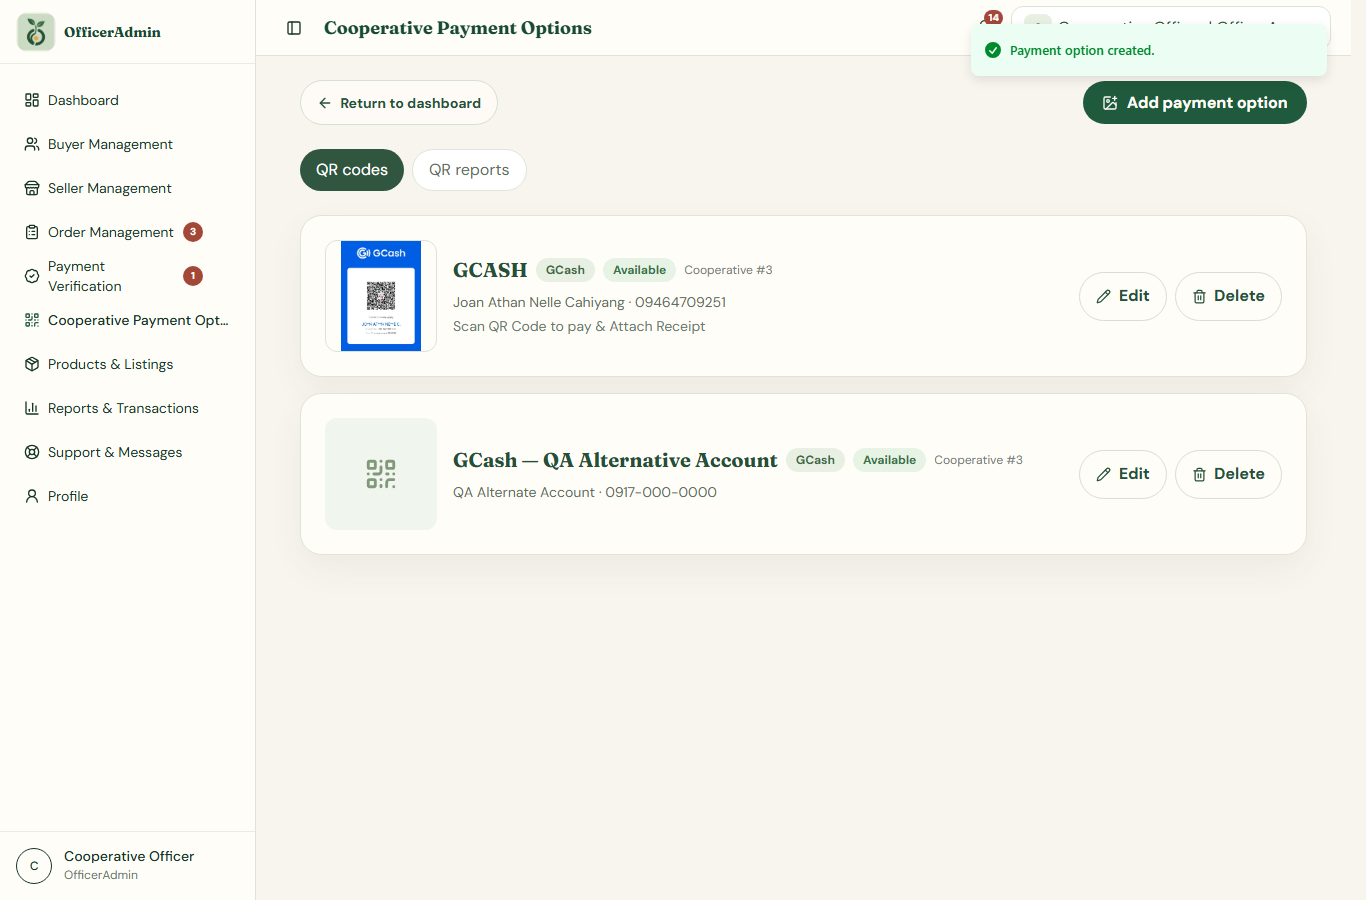 OfficerAdmin
Dashboard
Buyer Management
Seller Management
Order Management 3
Payment
Verification 1
Cooperative Payment Opt...
Products & Listings
Reports & Transactions
Support & Messages
Profile
C
Cooperative Officer
OfficerAdmin
Cooperative Payment Options
14
Payment option created.
Return to dashboard
Add payment option
QR codes
QR reports
GCash
GCASH GCash Available Cooperative #3
Joan Athan Nelle Cahiyang · 09464709251
Scan QR Code to pay & Attach Receipt
Edit
Delete
GCash — QA Alternative Account GCash Available Cooperative #3
QA Alternate Account · 0917-000-0000
Edit
Delete